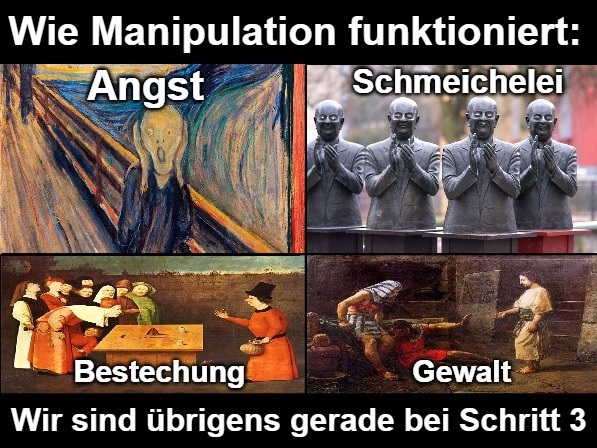 Wie Manipulation funktioniert:
Angst
Schmeichelei
Bestechung
Gewalt
Wir sind übrigens gerade bei Schritt 3